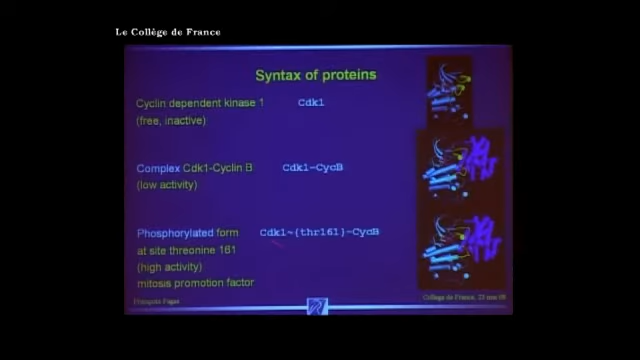 Le Collège de France
Syntax of proteins
Cyclin dependent kinase 1 Cdk1
(free, inactive)
Complex Cdk1-Cyclin B Cdk1-CycB
(low activity)
Phosphorylated form Cdk1~{thr161}-CycB
at site threonine 161
(high activity)
mitosis promotion factor
François Fages
Collège de France, 23 mai 08